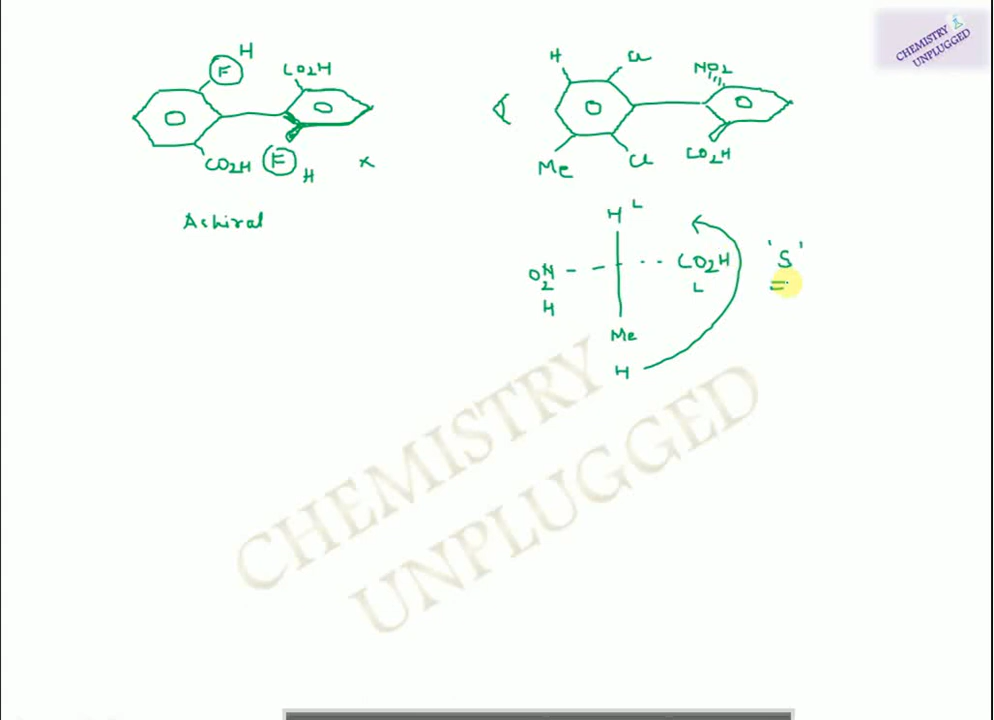 CHEMISTRY
UNPLUGGED
H
F
CO2H
CO2H
F
H
x
Achiral
H
Cl
NO2
Me
Cl
CO2H
H L
O2N
H
CO2H
L
'S'
Me
H
CHEMISTRY
UNPLUGGED